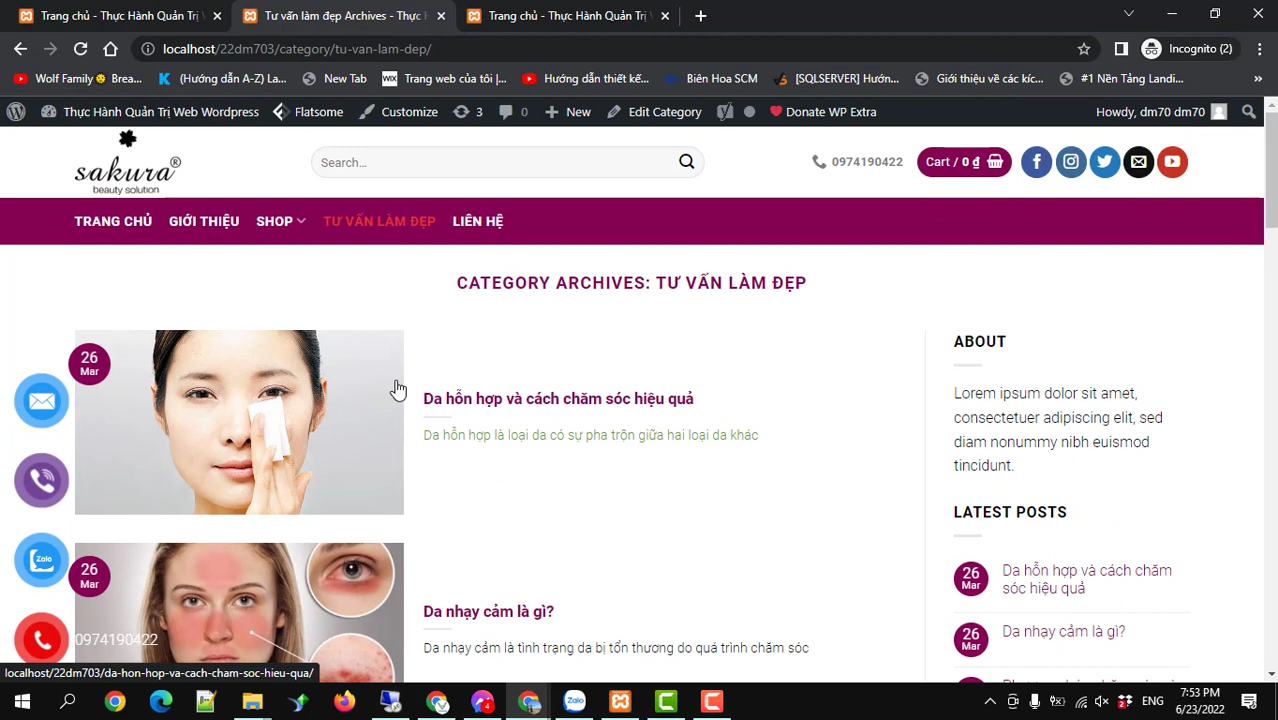 Trang chủ - Thực Hành Quản Trị V
Tư vấn làm đẹp Archives - Thực H
Trang chủ - Thực Hành Quản Trị V
localhost/22dm703/category/tu-van-lam-dep/
Incognito (2)
Wolf Family Brea...
(Hướng dẫn A-Z) La...
New Tab
WIX
Trang web của tôi |...
Hướng dẫn thiết kế...
Biên Hòa SCM
[SQLSERVER] Hướn...
Giới thiệu về các kíc...
#1 Nền Tảng Landi...
Thực Hành Quản Trị Web Wordpress
Flatsome
Customize
3
0
New
Edit Category
Donate WP Extra
Howdy, dm70 dm70
sakura®
beauty solution
Search...
0974190422
Cart / 0 ₫
TRANG CHỦ
GIỚI THIỆU
SHOP
TƯ VẤN LÀM ĐẸP
LIÊN HỆ
CATEGORY ARCHIVES: TƯ VẤN LÀM ĐẸP
26
Mar
Da hỗn hợp và cách chăm sóc hiệu quả
Da hỗn hợp là loại da có sự pha trộn giữa hai loại da khác
26
Mar
Da nhạy cảm là gì?
Da nhạy cảm là tình trạng da bị tổn thương do quá trình chăm sóc
ABOUT
Lorem ipsum dolor sit amet,
consectetuer adipiscing elit, sed
diam nonummy nibh euismod
tincidunt.
LATEST POSTS
26
Mar
Da hỗn hợp và cách chăm
sóc hiệu quả
26
Mar
Da nhạy cảm là gì?
Zalo
0974190422
localhost/22dm703/da-hon-hop-va-cach-cham-soc-hieu-qua/
4
Zalo
ENG
7:53 PM
6/23/2022